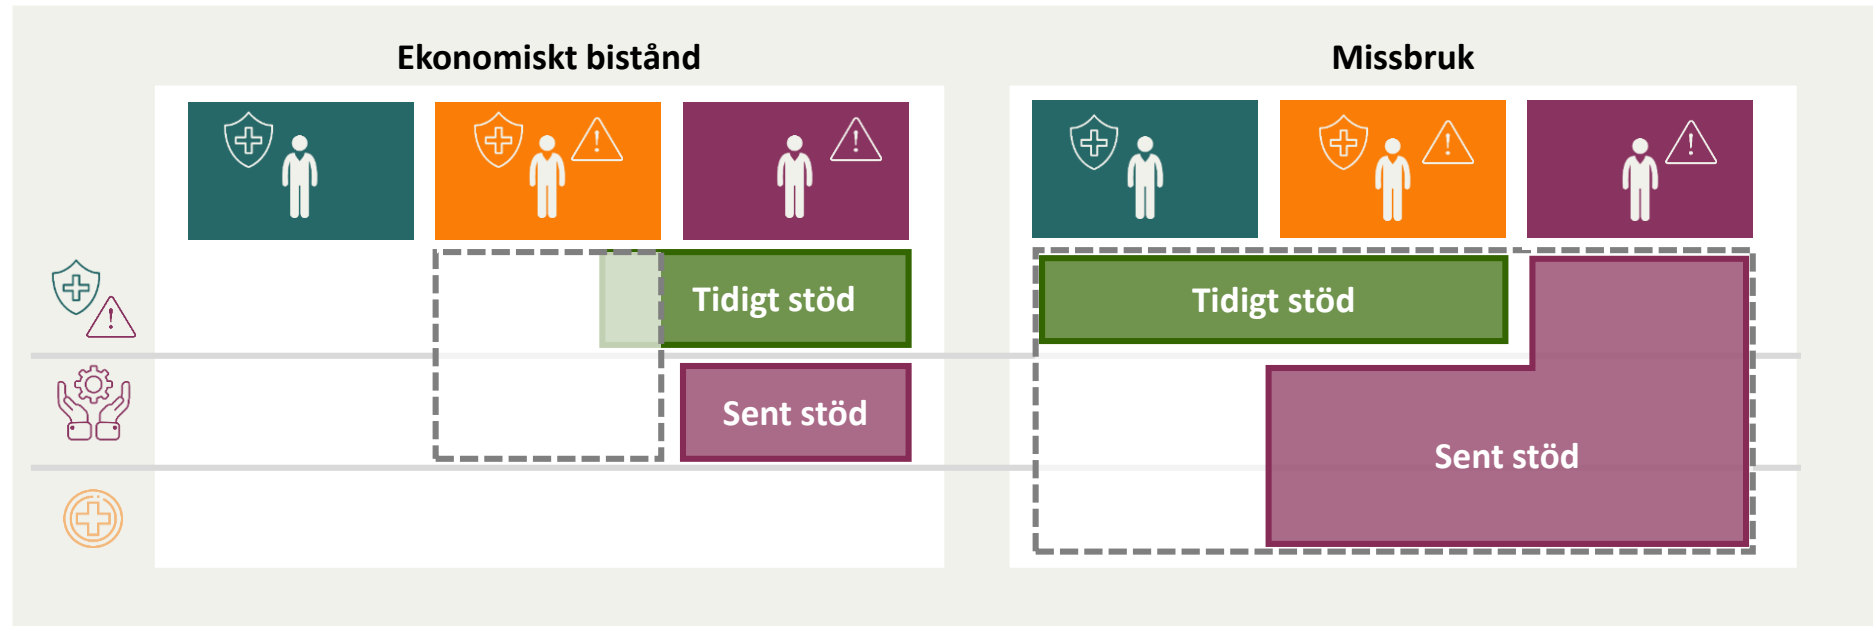 Ekonomiskt bistånd
Missbruk
Tidigt stöd
Sent stöd
Tidigt stöd
Sent stöd